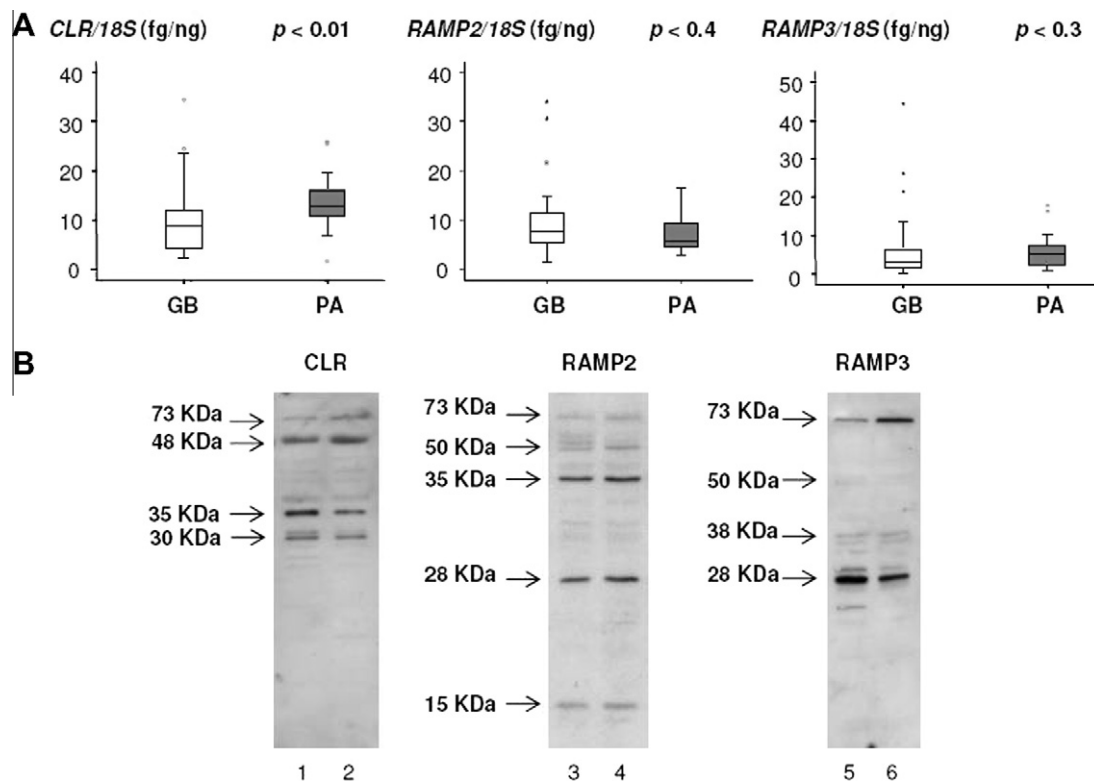 A CLR/18S (fg/ng) p < 0.01 RAMP2/18S (fg/ng) p < 0.4 RAMP3/18S (fg/ng) p < 0.3
40
30
20
10
0
GB PA
40
30
20
10
0
GB PA
50
40
30
20
10
0
GB PA
B
CLR
73 KDa
48 KDa
35 KDa
30 KDa
1 2
RAMP2
73 KDa
50 KDa
35 KDa
28 KDa
15 KDa
3 4
RAMP3
73 KDa
50 KDa
38 KDa
28 KDa
5 6